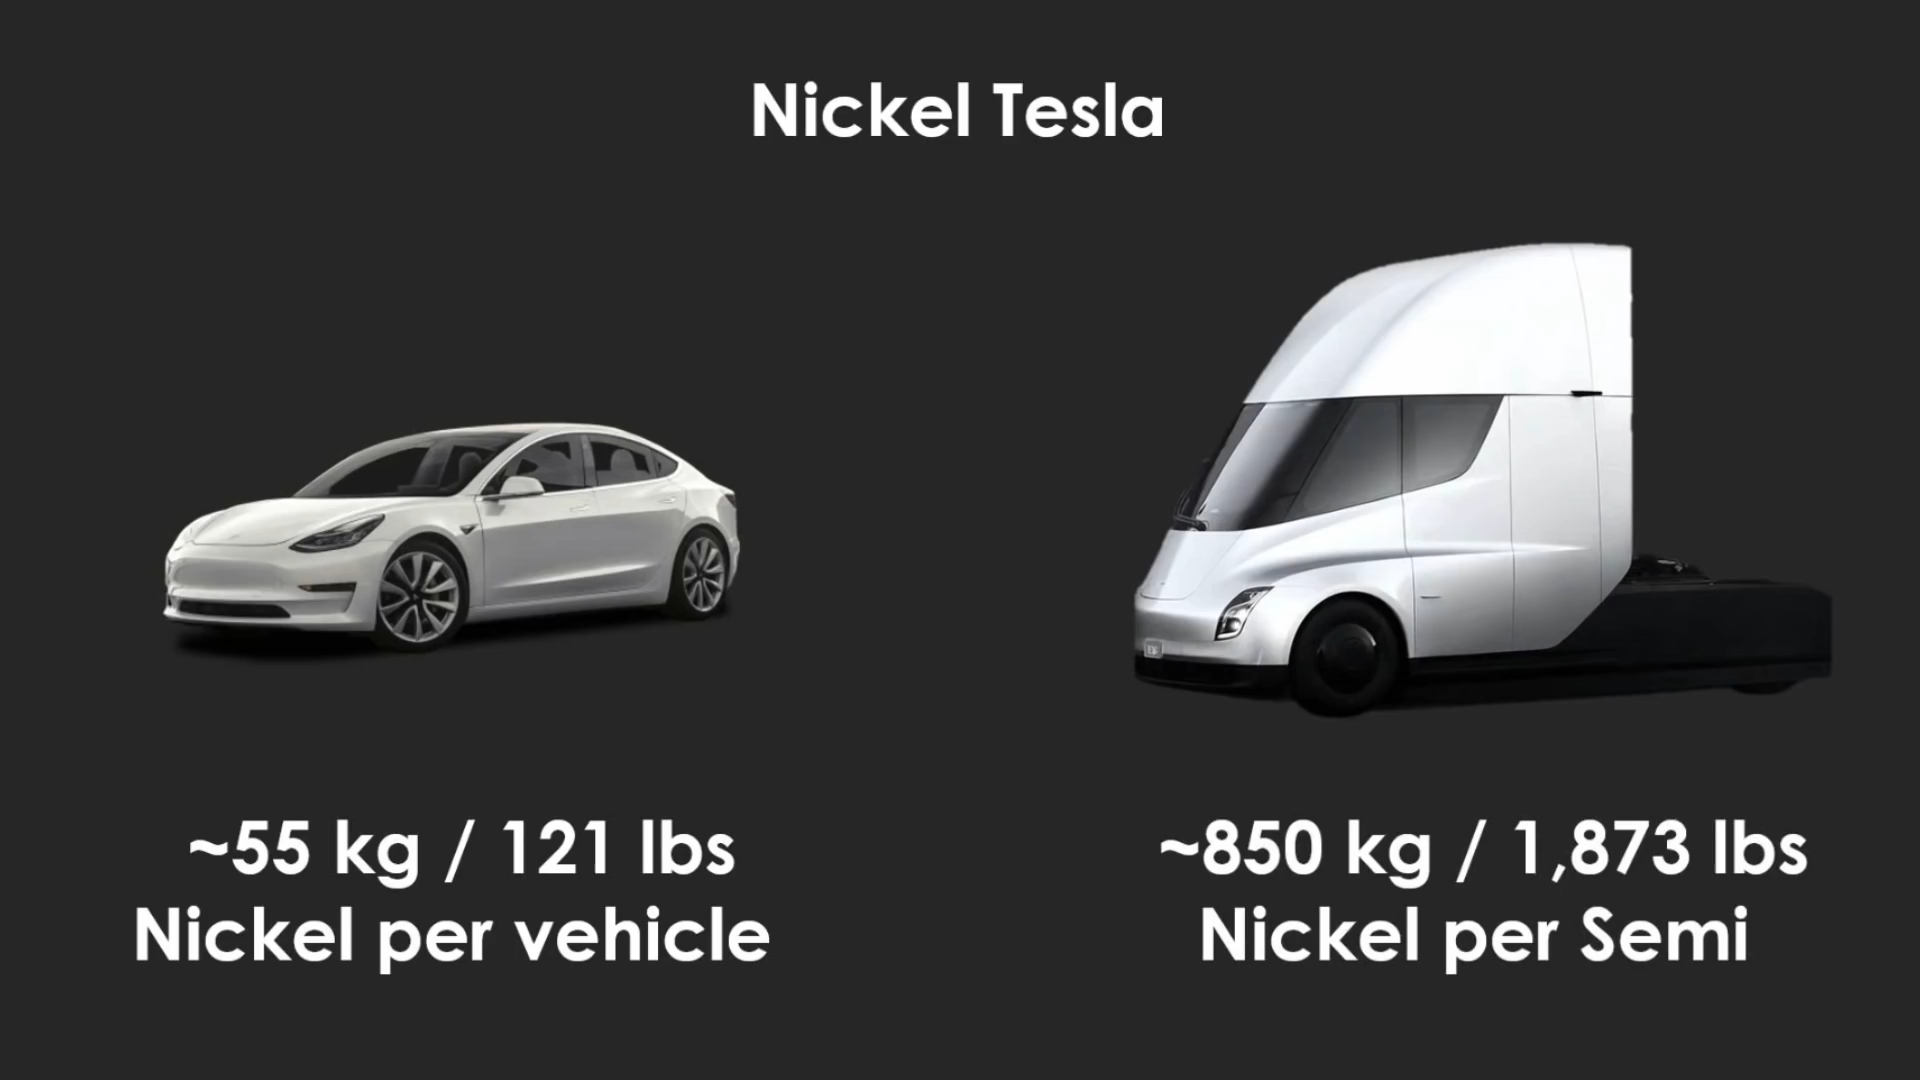 Nickel Tesla
~55 kg / 121 lbs
Nickel per vehicle
~850 kg / 1,873 lbs
Nickel per Semi